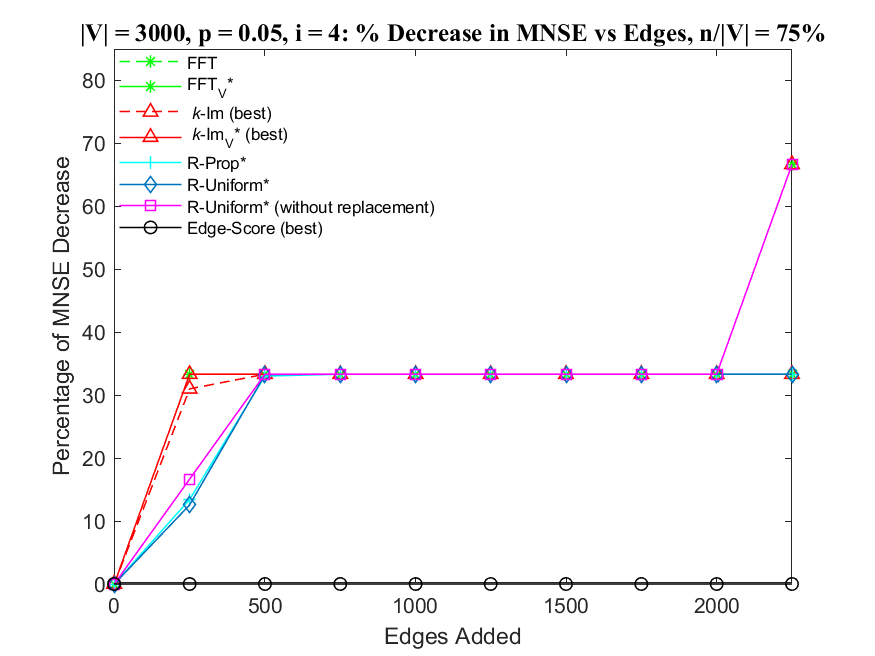 |V| = 3000, p = 0.05, i = 4: % Decrease in MNSE vs Edges, n/|V| = 75%
FFT
FFT_V*
k-Im (best)
k-Im_V* (best)
R-Prop*
R-Uniform*
R-Uniform* (without replacement)
Edge-Score (best)
Percentage of MNSE Decrease
80
70
60
50
40
30
20
10
0
0 500 1000 1500 2000
Edges Added